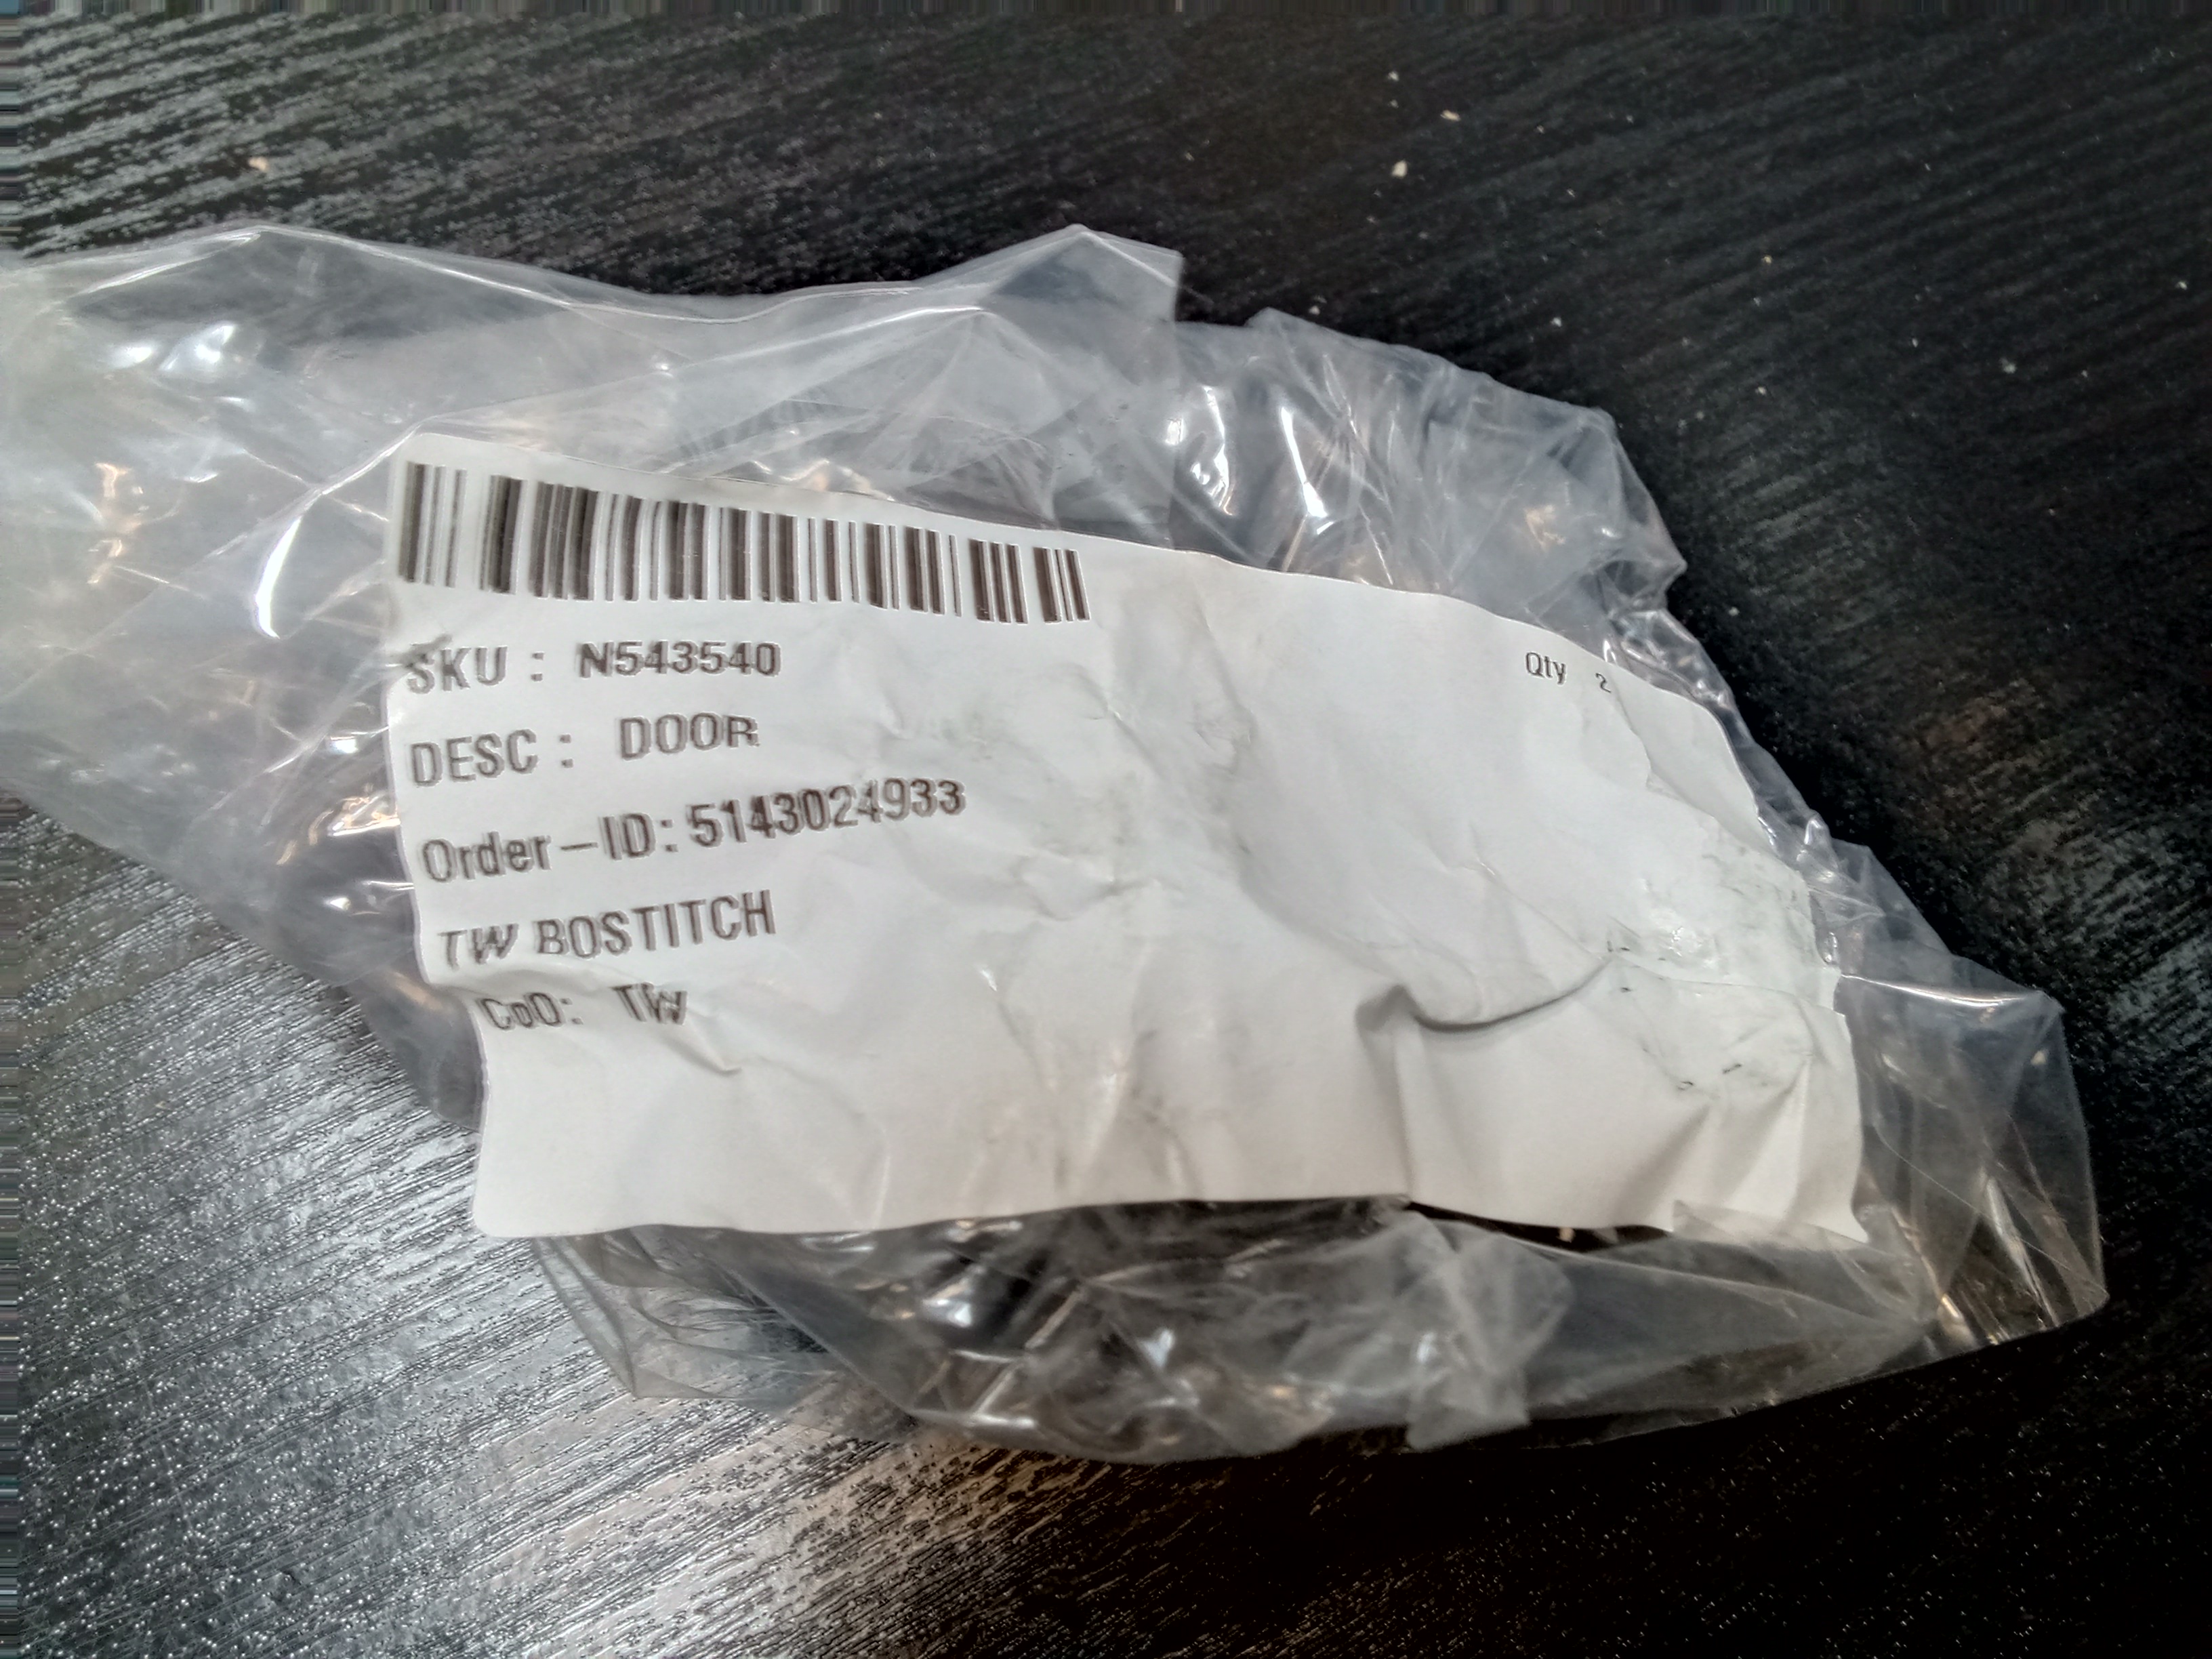 SKU : N543540
Qty 2
DESC : DOOR
Order-ID: 5143024933
TW BOSTITCH
CoO: TW